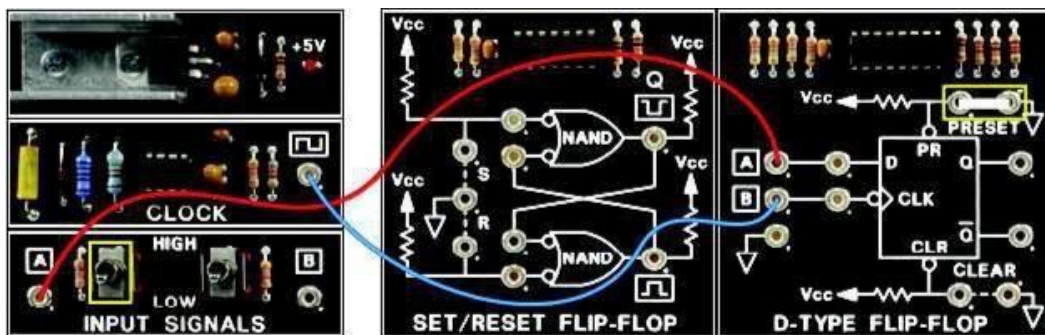 +5V
CLOCK
A
HIGH
B
LOW
INPUT SIGNALS
Vcc
Vcc
Q
NAND
S
R
Vcc
Vcc
NAND
SET/RESET FLIP-FLOP
Vcc
PRESET
PR
A
D
Q
B
CLK
CLR
Q̅
CLEAR
Vcc
D-TYPE FLIP-FLOP